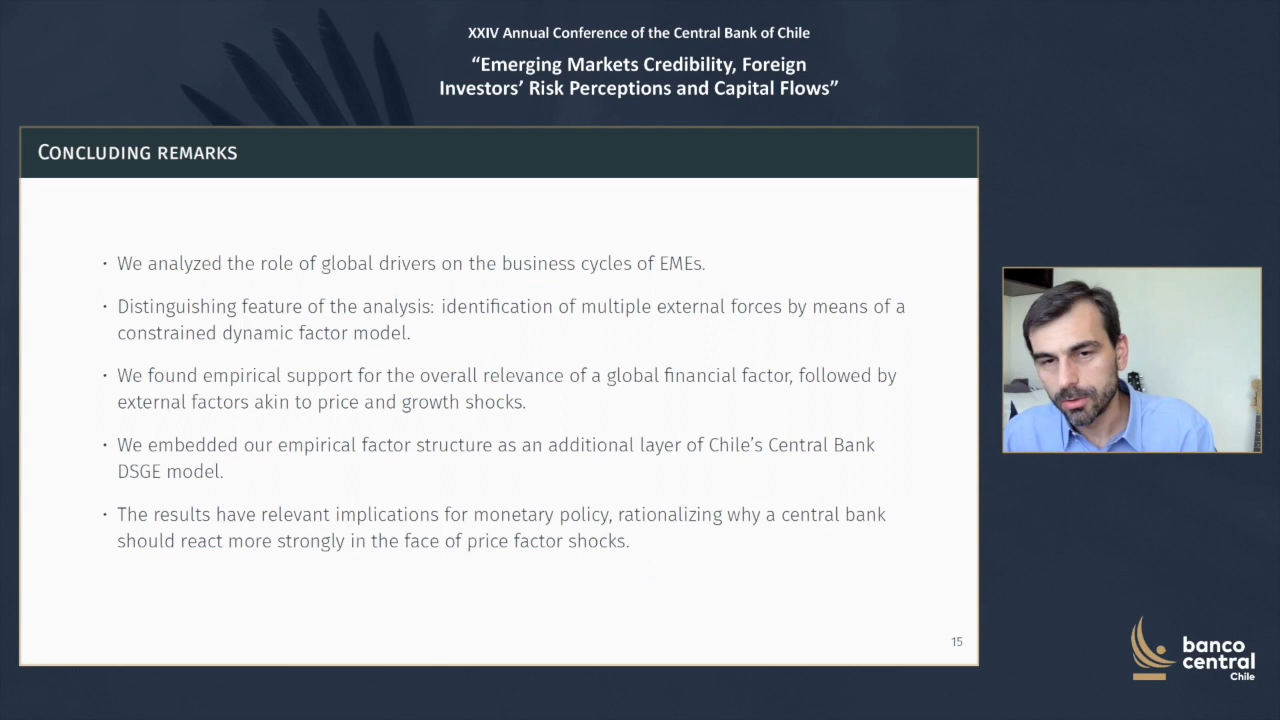 XXIV Annual Conference of the Central Bank of Chile
“Emerging Markets Credibility, Foreign
Investors’ Risk Perceptions and Capital Flows”
CONCLUDING REMARKS
· We analyzed the role of global drivers on the business cycles of EMEs.
· Distinguishing feature of the analysis: identification of multiple external forces by means of a
constrained dynamic factor model.
· We found empirical support for the overall relevance of a global financial factor, followed by
external factors akin to price and growth shocks.
· We embedded our empirical factor structure as an additional layer of Chile’s Central Bank
DSGE model.
· The results have relevant implications for monetary policy, rationalizing why a central bank
should react more strongly in the face of price factor shocks.
15
banco
central
Chile